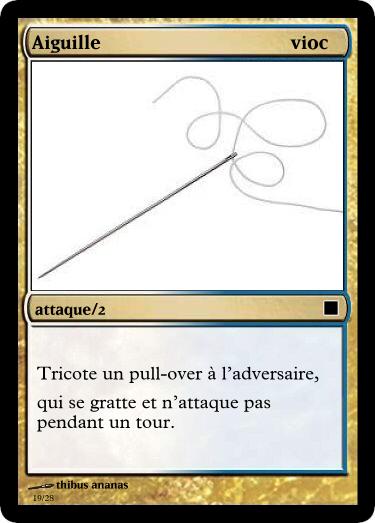 Aiguille vioc
attaque/2
Tricote un pull-over à l'adversaire,
qui se gratte et n'attaque pas
pendant un tour.
thibus ananas
19/28